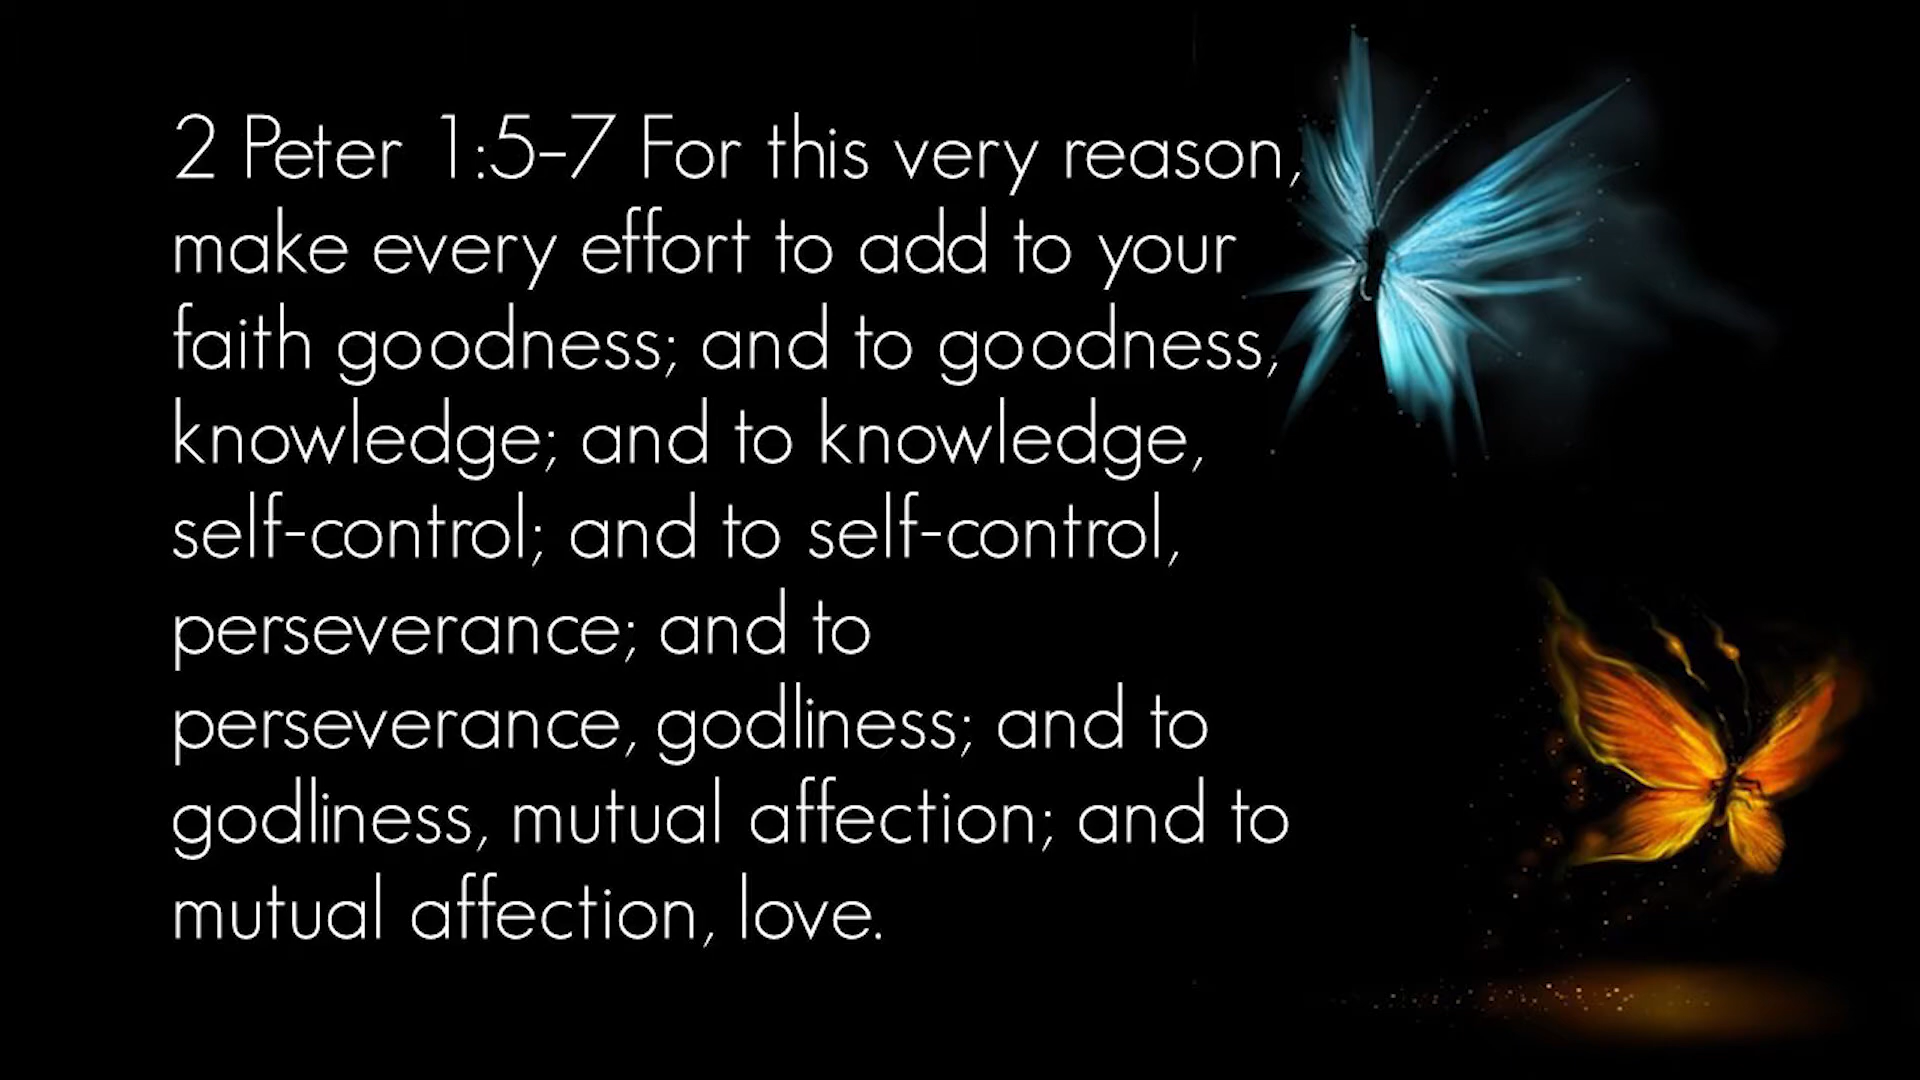 2 Peter 1:5–7 For this very reason,
make every effort to add to your
faith goodness; and to goodness,
knowledge; and to knowledge,
self-control; and to self-control,
perseverance; and to
perseverance, godliness; and to
godliness, mutual affection; and to
mutual affection, love.